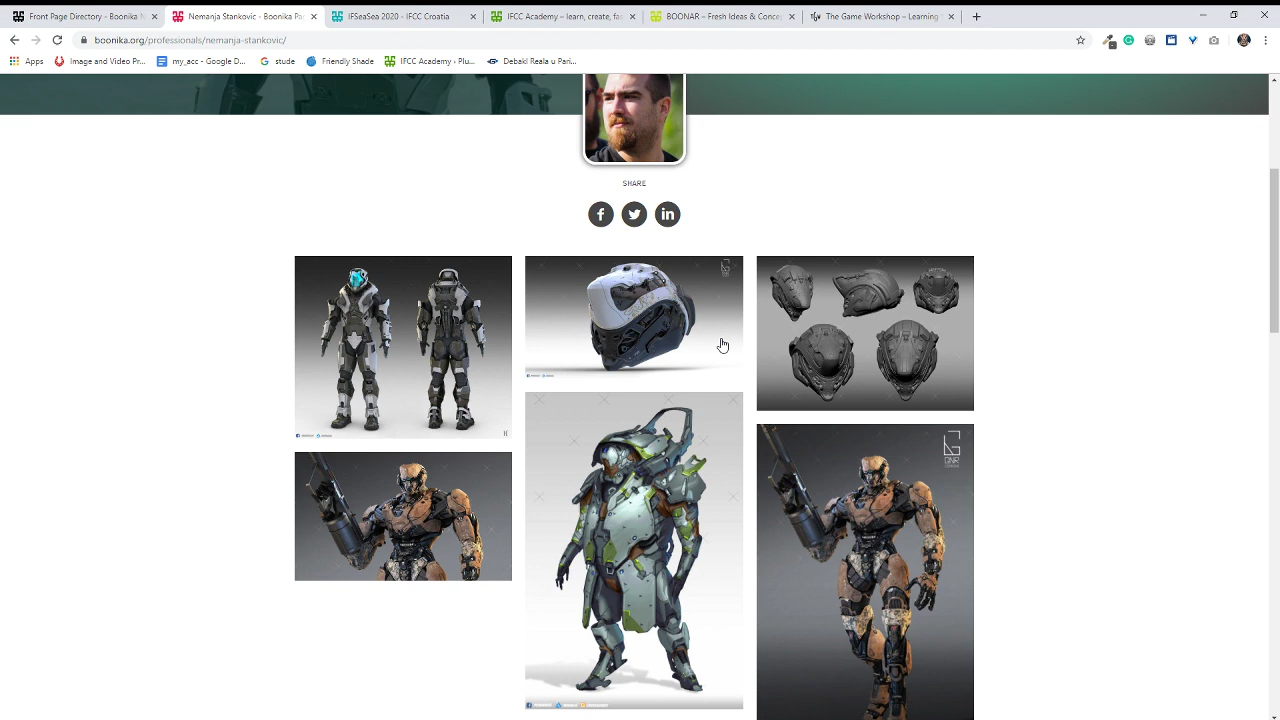 Front Page Directory - Boonika N
Nemanja Stankovic - Boonika Pa
IFSeaSea 2020 – IFCC Croatia
IFCC Academy – learn, create, fac
BOONAR – Fresh Ideas & Conce
The Game Workshop – Learning
boonika.org/professionals/nemanja-stankovic/
Apps
Image and Video Pr...
my_acc - Google D...
stude
Friendly Shade
IFCC Academy › Plu...
Debakl Reala u Pari...
SHARE